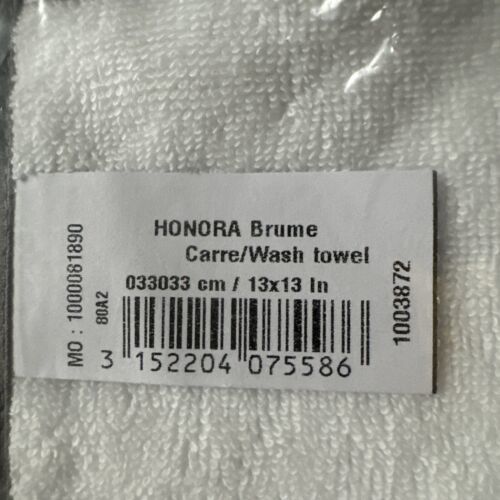 HONORA Brume
Carre/Wash towel
033033 cm / 13x13 In
3 152204 075586
MO : 1000081890
80A2
1003872